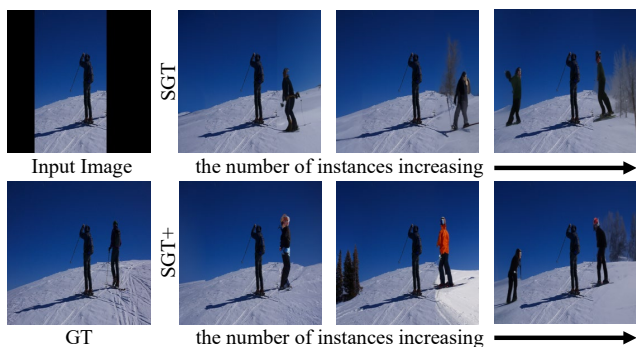 SGT
Input Image
the number of instances increasing
SGT+
GT
the number of instances increasing